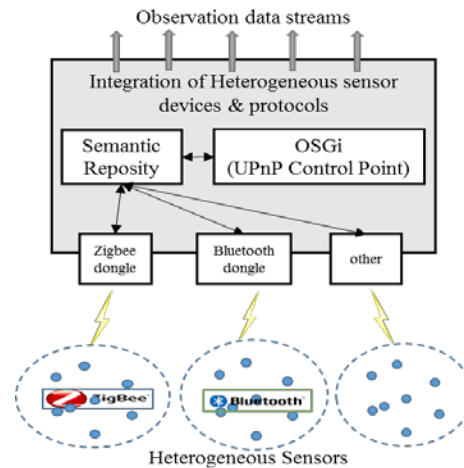 Observation data streams
Integration of Heterogeneous sensor
devices & protocols
Semantic
Reposity
OSGi
(UPnP Control Point)
Zigbee
dongle
Bluetooth
dongle
other
ZigBee
Bluetooth
Heterogeneous Sensors